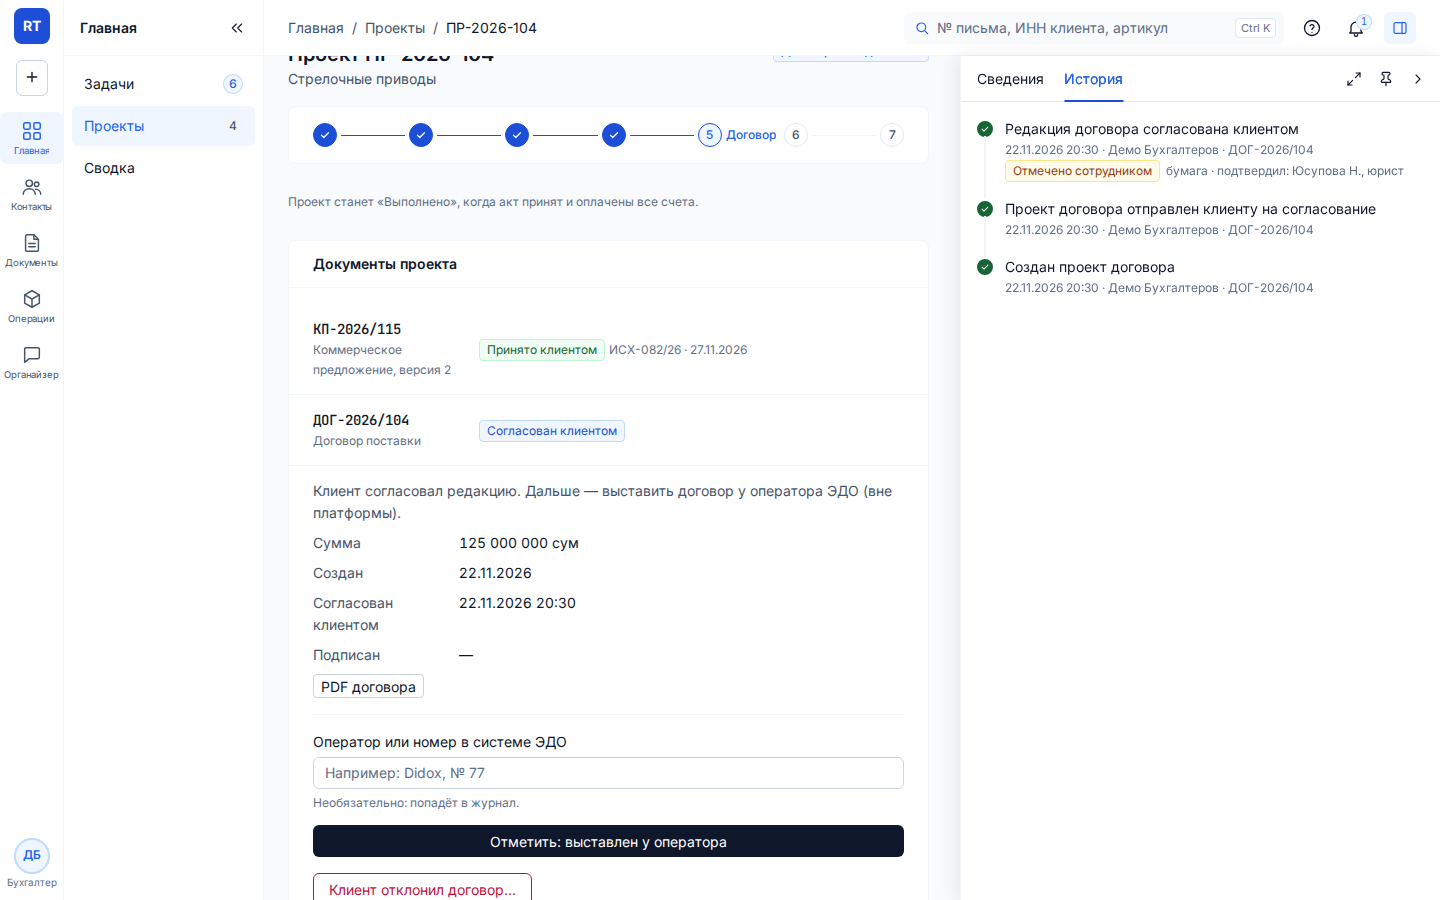 RT
Главная
Главная / Проекты / ПР-2026-104
№ письма, ИНН клиента, артикул
Ctrl K
1
Главная
Контакты
Документы
Операции
Органайзер
ДБ
Бухгалтер
Задачи 6
Проекты 4
Сводка
Проект ПР-2026-104
Стрелочные приводы
5 Договор 6 7
Проект станет «Выполнено», когда акт принят и оплачены все счета.
Документы проекта
КП-2026/115
Коммерческое
предложение, версия 2
Принято клиентом ИСХ-082/26 · 27.11.2026
ДОГ-2026/104
Договор поставки
Согласован клиентом
Клиент согласовал редакцию. Дальше — выставить договор у оператора ЭДО (вне
платформы).
Сумма 125 000 000 сум
Создан 22.11.2026
Согласован
клиентом
22.11.2026 20:30
Подписан —
PDF договора
Оператор или номер в системе ЭДО
Например: Didox, № 77
Необязательно: попадёт в журнал.
Отметить: выставлен у оператора
Клиент отклонил договор...
Сведения История
Редакция договора согласована клиентом
22.11.2026 20:30 · Демо Бухгалтеров · ДОГ-2026/104
Отмечено сотрудником бумага · подтвердил: Юсупова Н., юрист
Проект договора отправлен клиенту на согласование
22.11.2026 20:30 · Демо Бухгалтеров · ДОГ-2026/104
Создан проект договора
22.11.2026 20:30 · Демо Бухгалтеров · ДОГ-2026/104